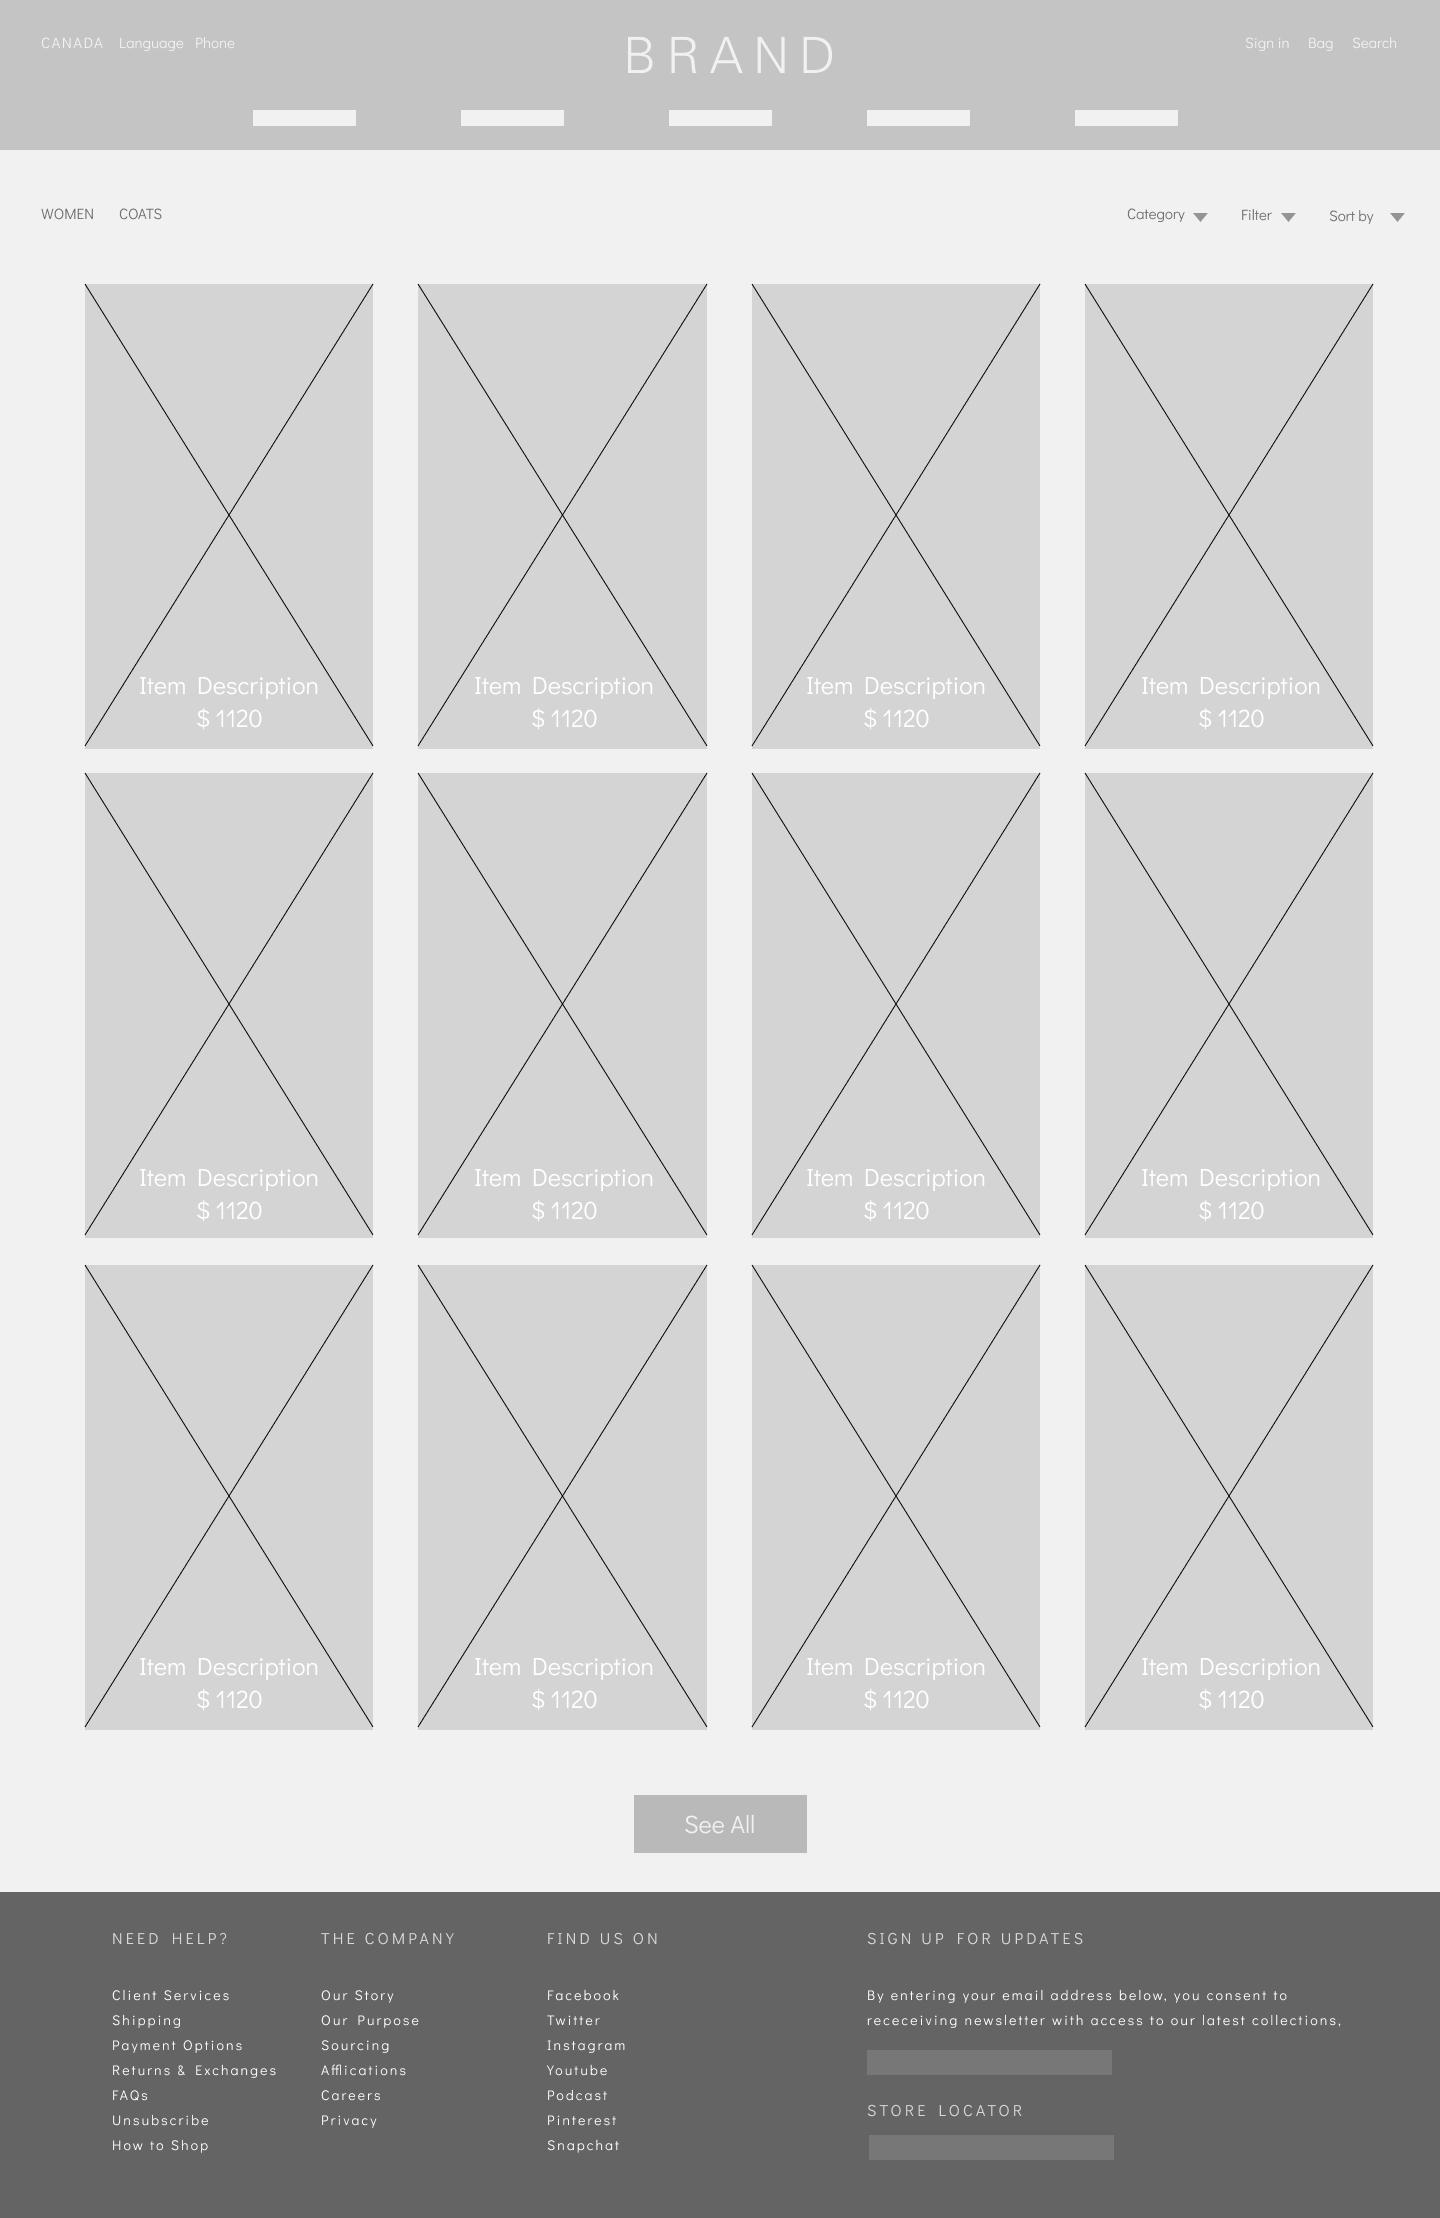 CANADA Language Phone
BRAND
Sign in Bag Search
WOMEN COATS
Category Filter Sort by
Item Description Item Description Item Description Item Description
$ 1120 $ 1120 $ 1120 $ 1120
Item Description Item Description Item Description Item Description
$ 1120 $ 1120 $ 1120 $ 1120
Item Description Item Description Item Description Item Description
$ 1120 $ 1120 $ 1120 $ 1120
See All
NEED HELP?
Client Services
Shipping
Payment Options
Returns & Exchanges
FAQs
Unsubscribe
How to Shop
THE COMPANY
Our Story
Our Purpose
Sourcing
Afflications
Careers
Privacy
FIND US ON
Facebook
Twitter
Instagram
Youtube
Podcast
Pinterest
Snapchat
SIGN UP FOR UPDATES
By entering your email address below, you consent to
receceiving newsletter with access to our latest collections,
STORE LOCATOR